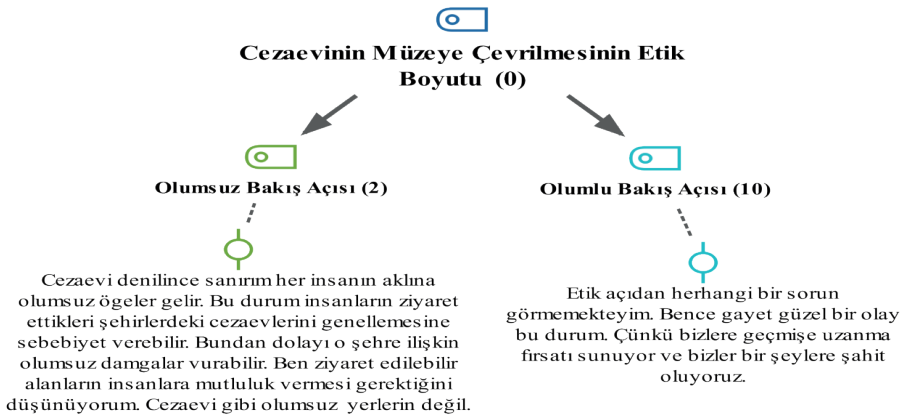 Cezaevinin Müzeye Çevrilmesinin Etik
Boyutu (0)
Olumsuz Bakış Açısı (2)
Olumlu Bakış Açısı (10)
Cezaevi denilince sanırım her insanın aklına
olumsuz ögeler gelir. Bu durum insanların ziyaret
ettikleri şehirlerdeki cezaevlerini genellemesine
sebebiyet verebilir. Bundan dolayı o şehre ilişkin
olumsuz damgalar vurabilir. Ben ziyaret edilebilir
alanların insanlara mutluluk vermesi gerektiğini
düşünüyorum. Cezaevi gibi olumsuz yerlerin değil.
Etik açıdan herhangi bir sorun
görmemekteyim. Bence gayet güzel bir olay
bu durum. Çünkü bizlere geçmişe uzanma
fırsatı sunuyor ve bizler bir şeylere şahit
oluyoruz.